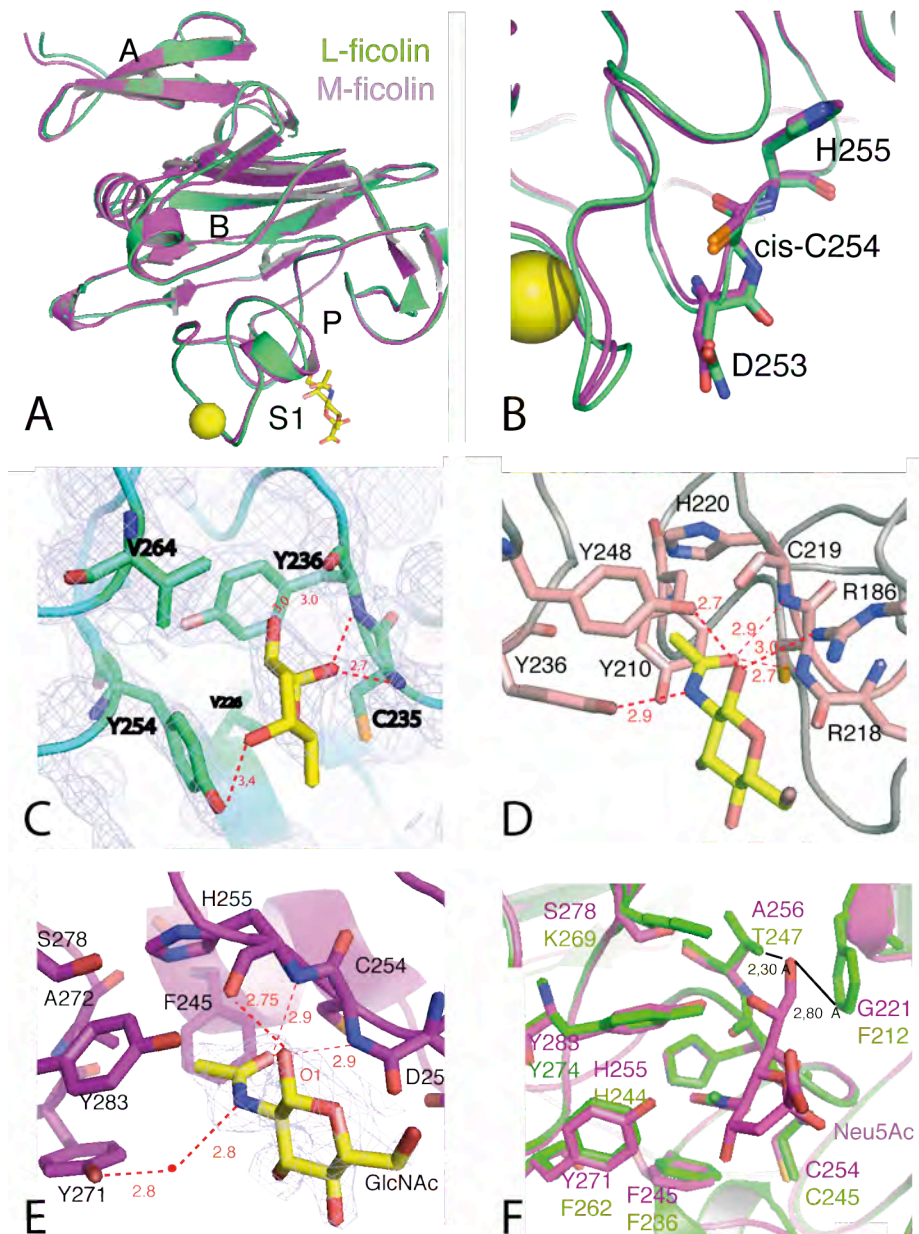 A
L-ficolin
M-ficolin
B
P
S1
A
H255
cis-C254
D253
B
V264
Y236
3.0
3.0
2.7
V226
Y254
C235
3,4
C
H220
Y248
C219
R186
2.7
2.9
3.0
Y236
Y210
2.7
2.9
R218
D
H255
S278
C254
A272
F245
2.75
2.9
2.9
O1
D25
Y283
2.8
GlcNAc
Y271
2.8
E
S278
A256
K269
T247
2,30 A
2,80 A
G221
F212
Y283
Y274
H255
H244
Neu5Ac
Y271
F245
C254
F262
F236
C245
F